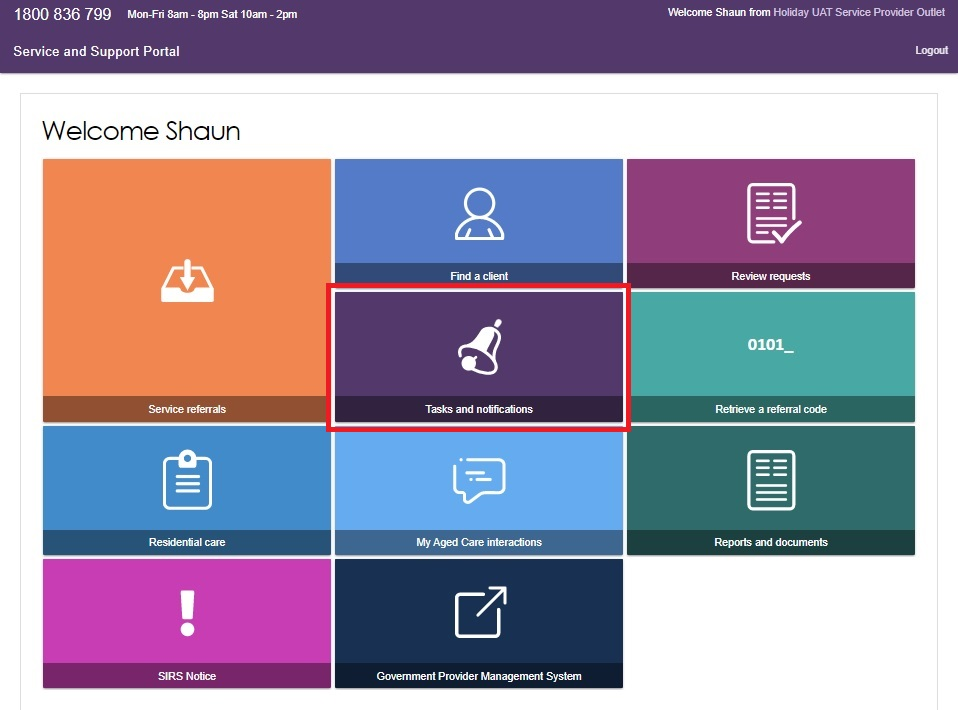 1800 836 799 Mon-Fri 8am - 8pm Sat 10am - 2pm
Welcome Shaun from Holiday UAT Service Provider Outlet
Service and Support Portal
Logout
Welcome Shaun
Find a client
Review requests
0101_
Service referrals
Tasks and notifications
Retrieve a referral code
Residential care
My Aged Care interactions
Reports and documents
SIRS Notice
Government Provider Management System